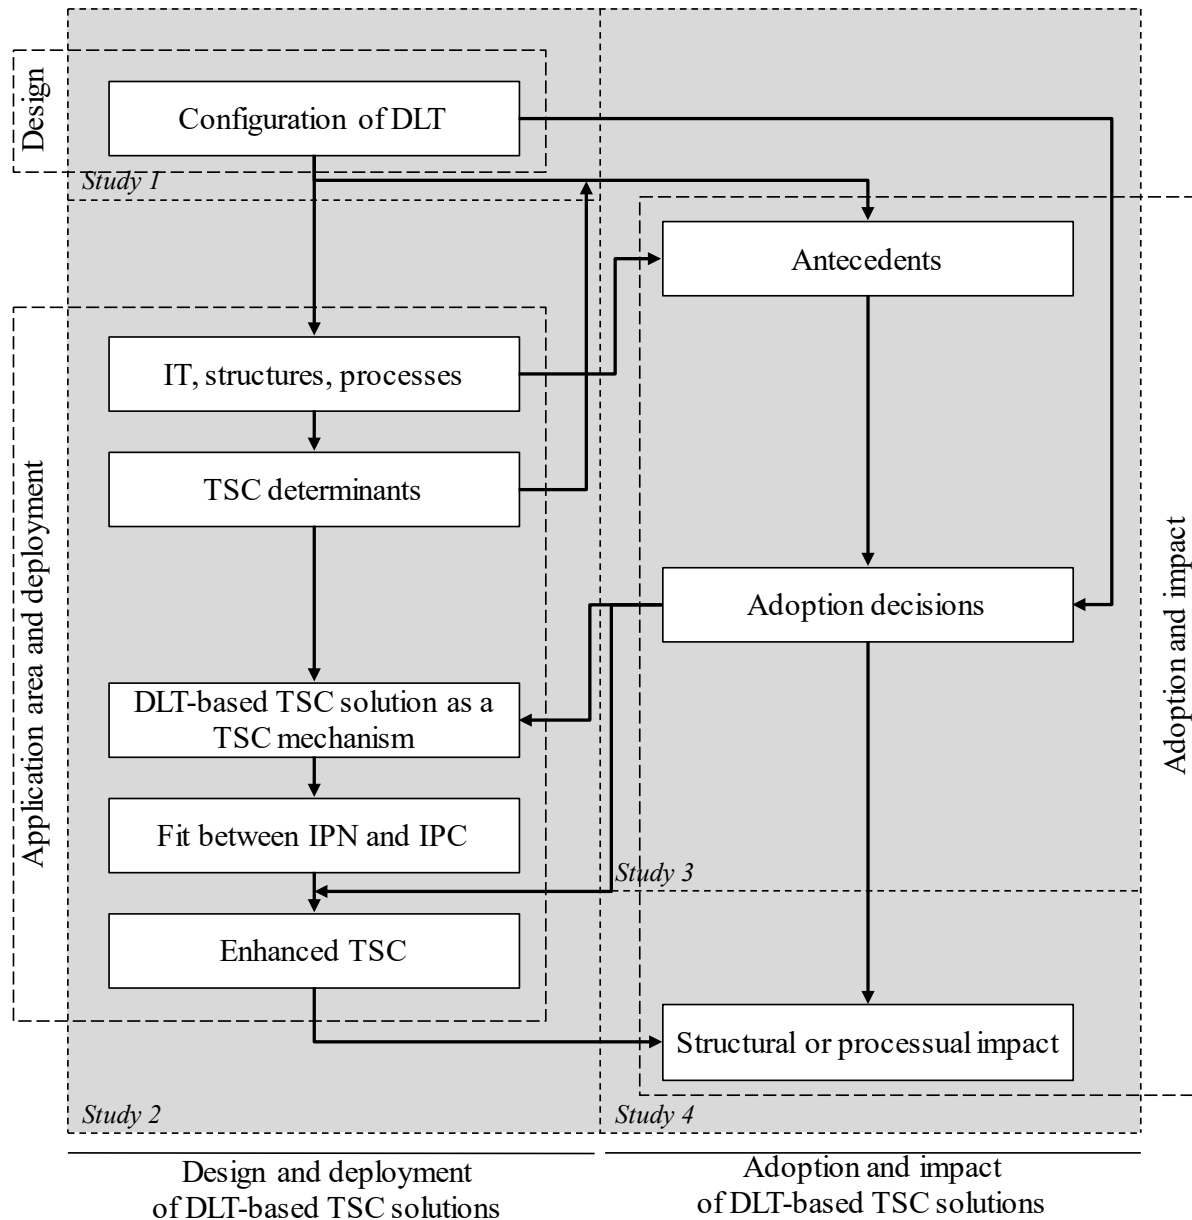 Design
Configuration of DLT
Study 1
Antecedents
IT, structures, processes
TSC determinants
Application area and deployment
Adoption decisions
Adoption and impact
DLT-based TSC solution as a
TSC mechanism
Fit between IPN and IPC
Study 3
Enhanced TSC
Structural or processual impact
Study 2
Study 4
Design and deployment
of DLT-based TSC solutions
Adoption and impact
of DLT-based TSC solutions